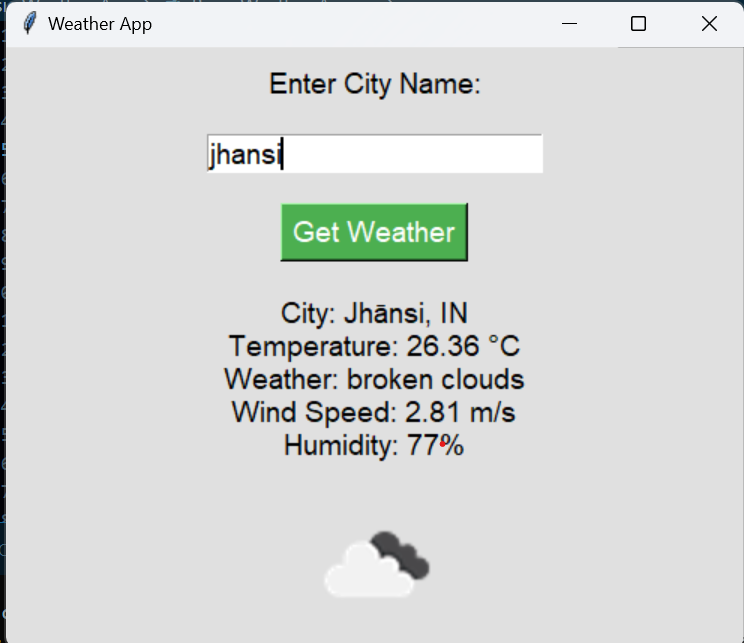 Weather App
Enter City Name:
jhansi
Get Weather
City: Jhānsi, IN
Temperature: 26.36 °C
Weather: broken clouds
Wind Speed: 2.81 m/s
Humidity: 77%